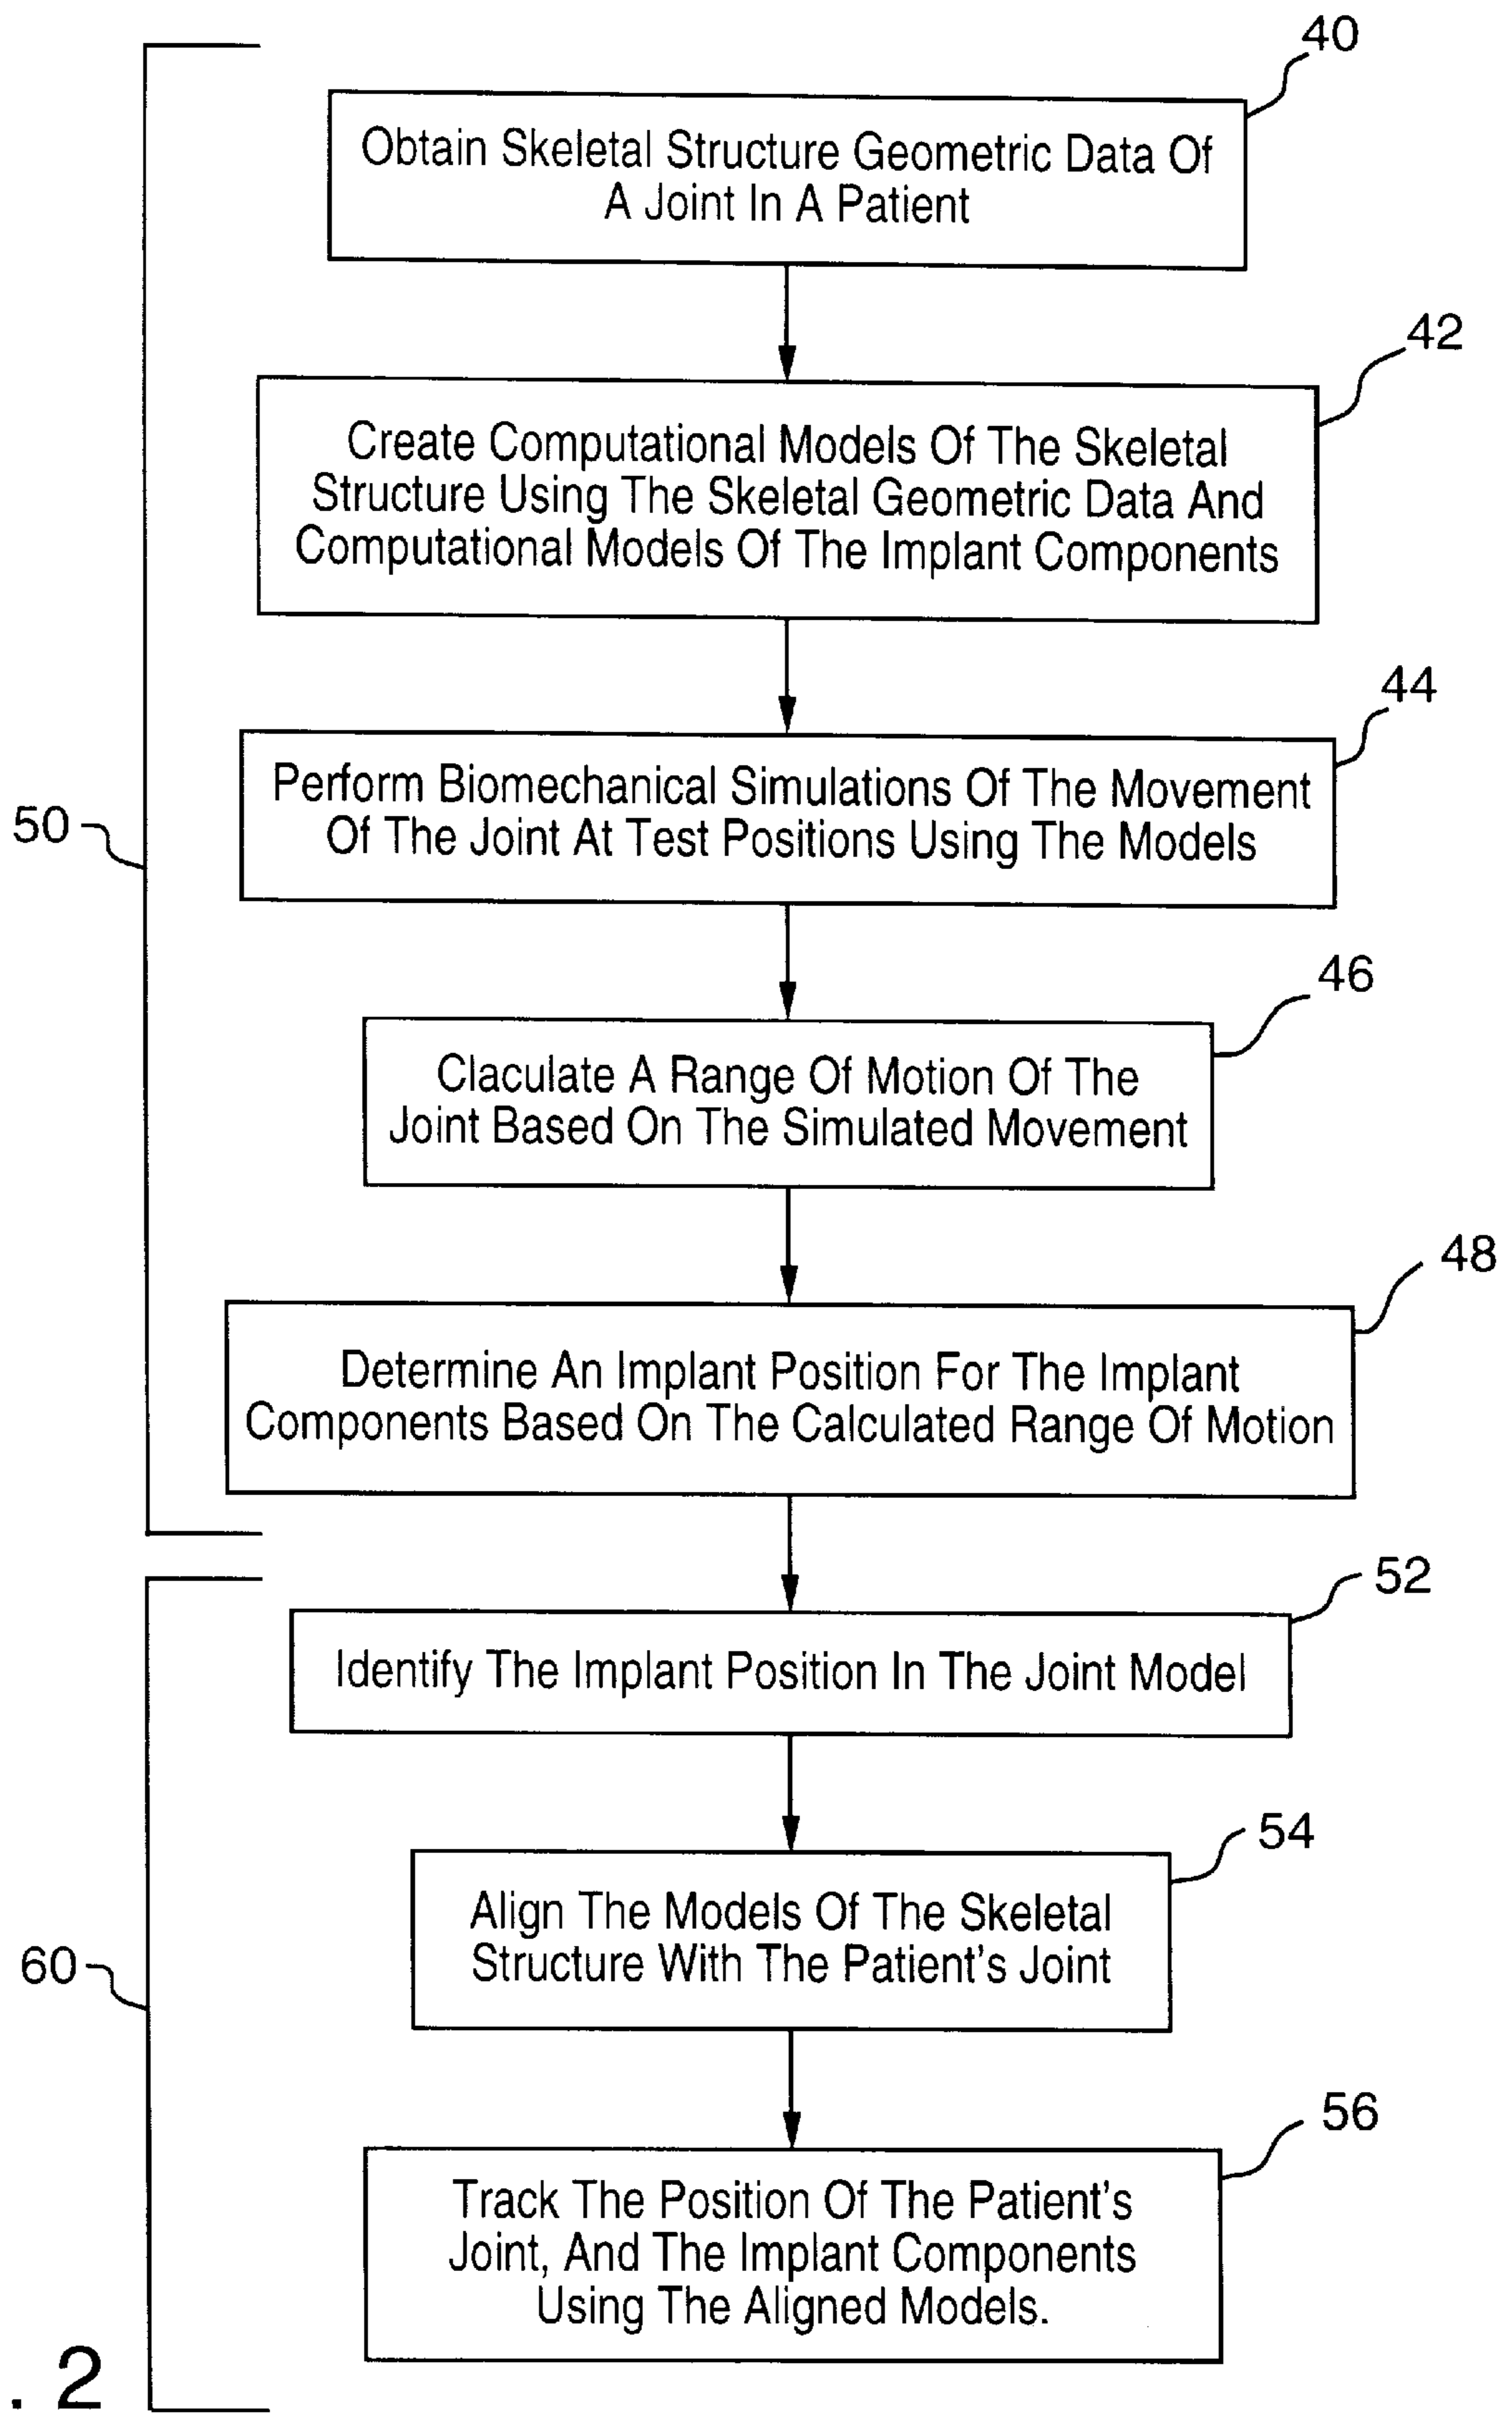 40
Obtain Skeletal Structure Geometric Data Of
A Joint In A Patient
42
Create Computational Models Of The Skeletal
Structure Using The Skeletal Geometric Data And
Computational Models Of The Implant Components
44
Perform Biomechanical Simulations Of The Movement
Of The Joint At Test Positions Using The Models
50
46
Claculate A Range Of Motion Of The
Joint Based On The Simulated Movement
48
Determine An Implant Position For The Implant
Components Based On The Calculated Range Of Motion
52
Identify The Implant Position In The Joint Model
54
Align The Models Of The Skeletal
Structure With The Patient's Joint
60
56
Track The Position Of The Patient's
Joint, And The Implant Components
Using The Aligned Models.
. 2